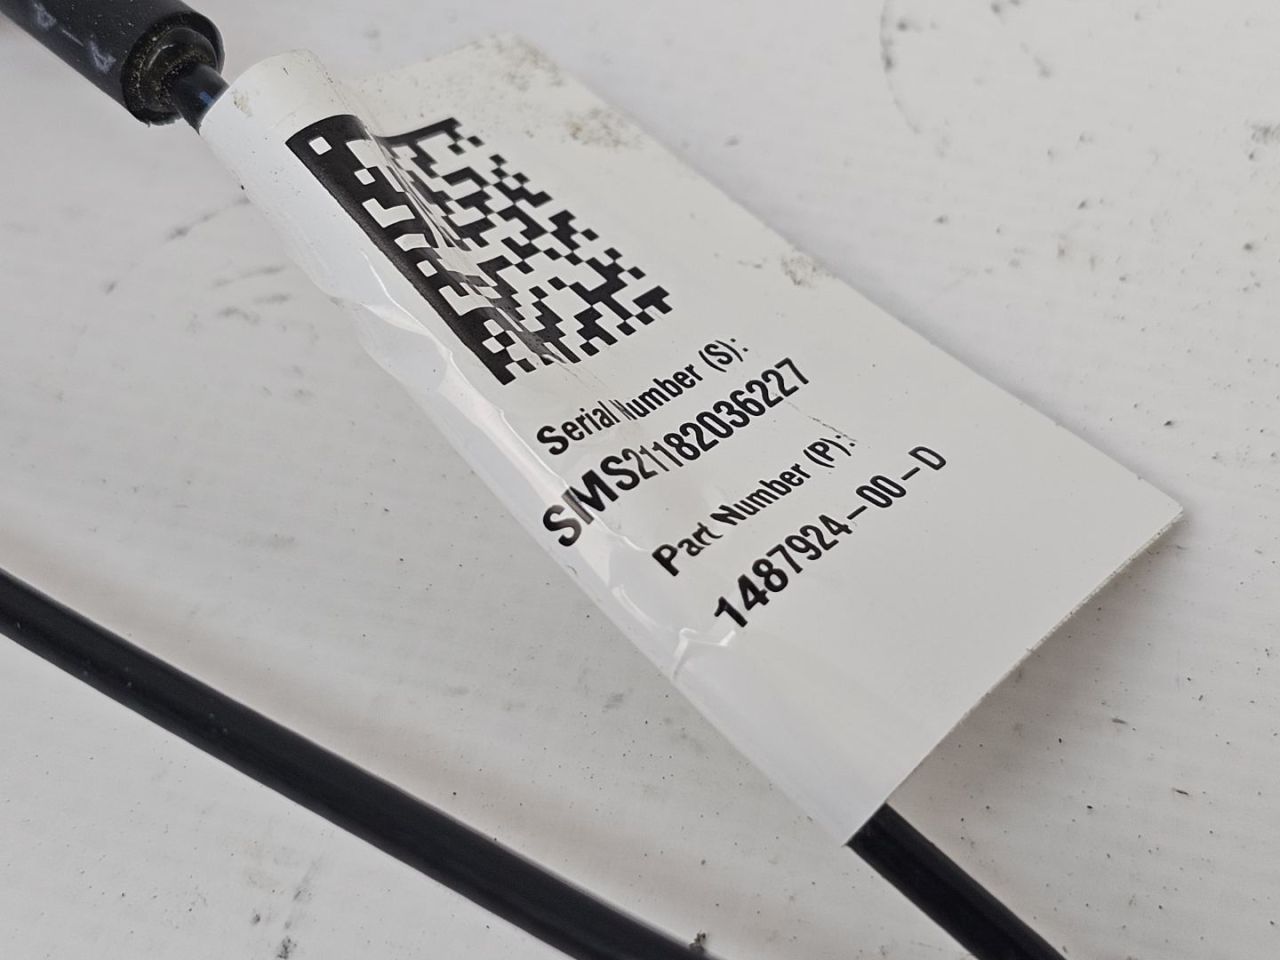 Serial Number (S):
SMS21182036227
Part Number (P):
1487924-00-D